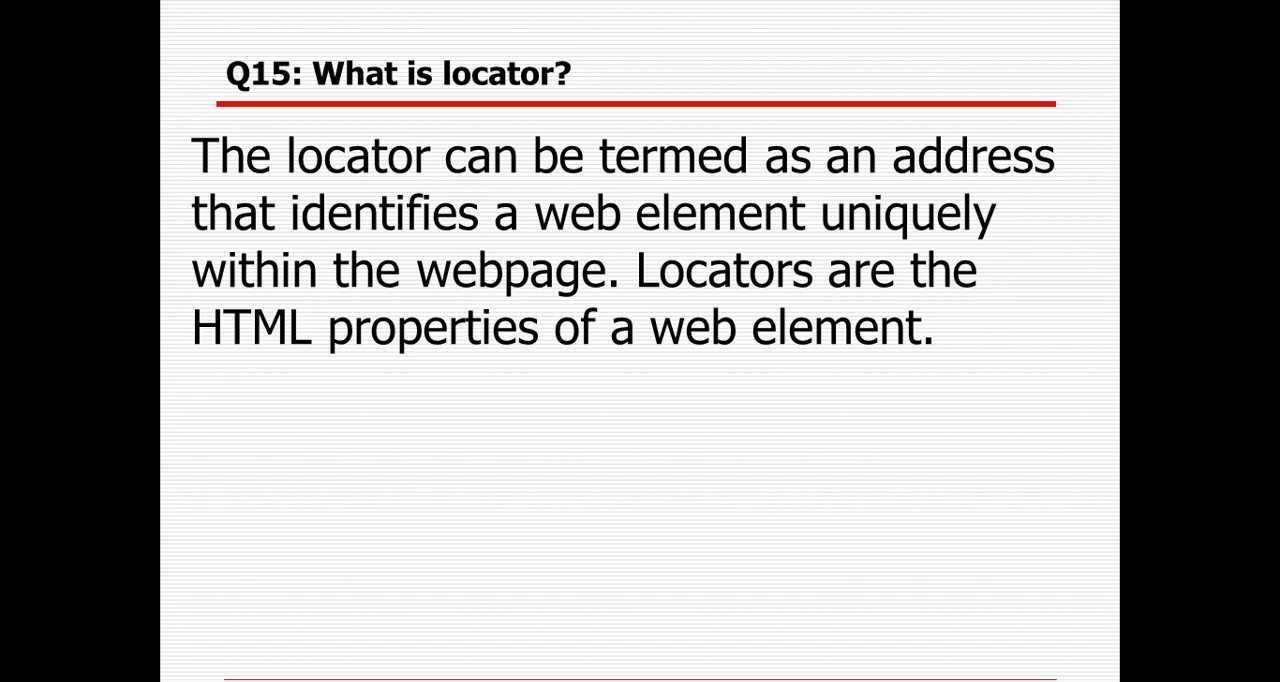 Q15: What is locator?
The locator can be termed as an address
that identifies a web element uniquely
within the webpage. Locators are the
HTML properties of a web element.